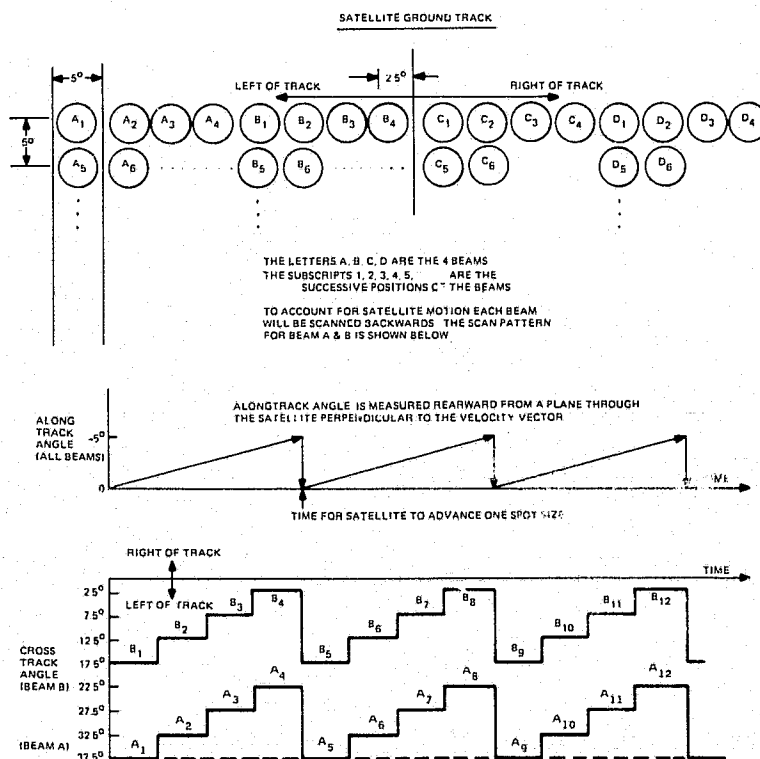 SATELLITE GROUND TRACK
5°
2.5°
LEFT OF TRACK
RIGHT OF TRACK
A1 A2 A3 A4 B1 B2 B3 B4 C1 C2 C3 C4 D1 D2 D3 D4
5°
A5 A6 B5 B6 C5 C6 D5 D6
THE LETTERS A, B, C, D ARE THE 4 BEAMS
THE SUBSCRIPTS 1, 2, 3, 4, 5, ARE THE
SUCCESSIVE POSITIONS THE BEAMS
TO ACCOUNT FOR SATELLITE MOTION EACH BEAM
WILL BE SCANNED BACKWARDS THE SCAN PATTERN
FOR BEAM A & B IS SHOWN BELOW
ALONGTRACK ANGLE IS MEASURED REARWARD FROM A PLANE THROUGH
THE SATELLITE PERPENDICULAR TO THE VELOCITY VECTOR
ALONG
TRACK
ANGLE
(ALL BEAMS)
-5°
0
TIME FOR SATELLITE TO ADVANCE ONE SPOT SIZE
RIGHT OF TRACK
TIME
LEFT OF TRACK
2.5°
7.5°
12.5°
17.5°
22.5°
27.5°
32.5°
37.5°
CROSS
TRACK
ANGLE
(BEAM B)
(BEAM A)
B1 B2 B3 B4 B5 B6 B7 B8 B9 B10 B11 B12
A1 A2 A3 A4 A5 A6 A7 A8 A9 A10 A11 A12